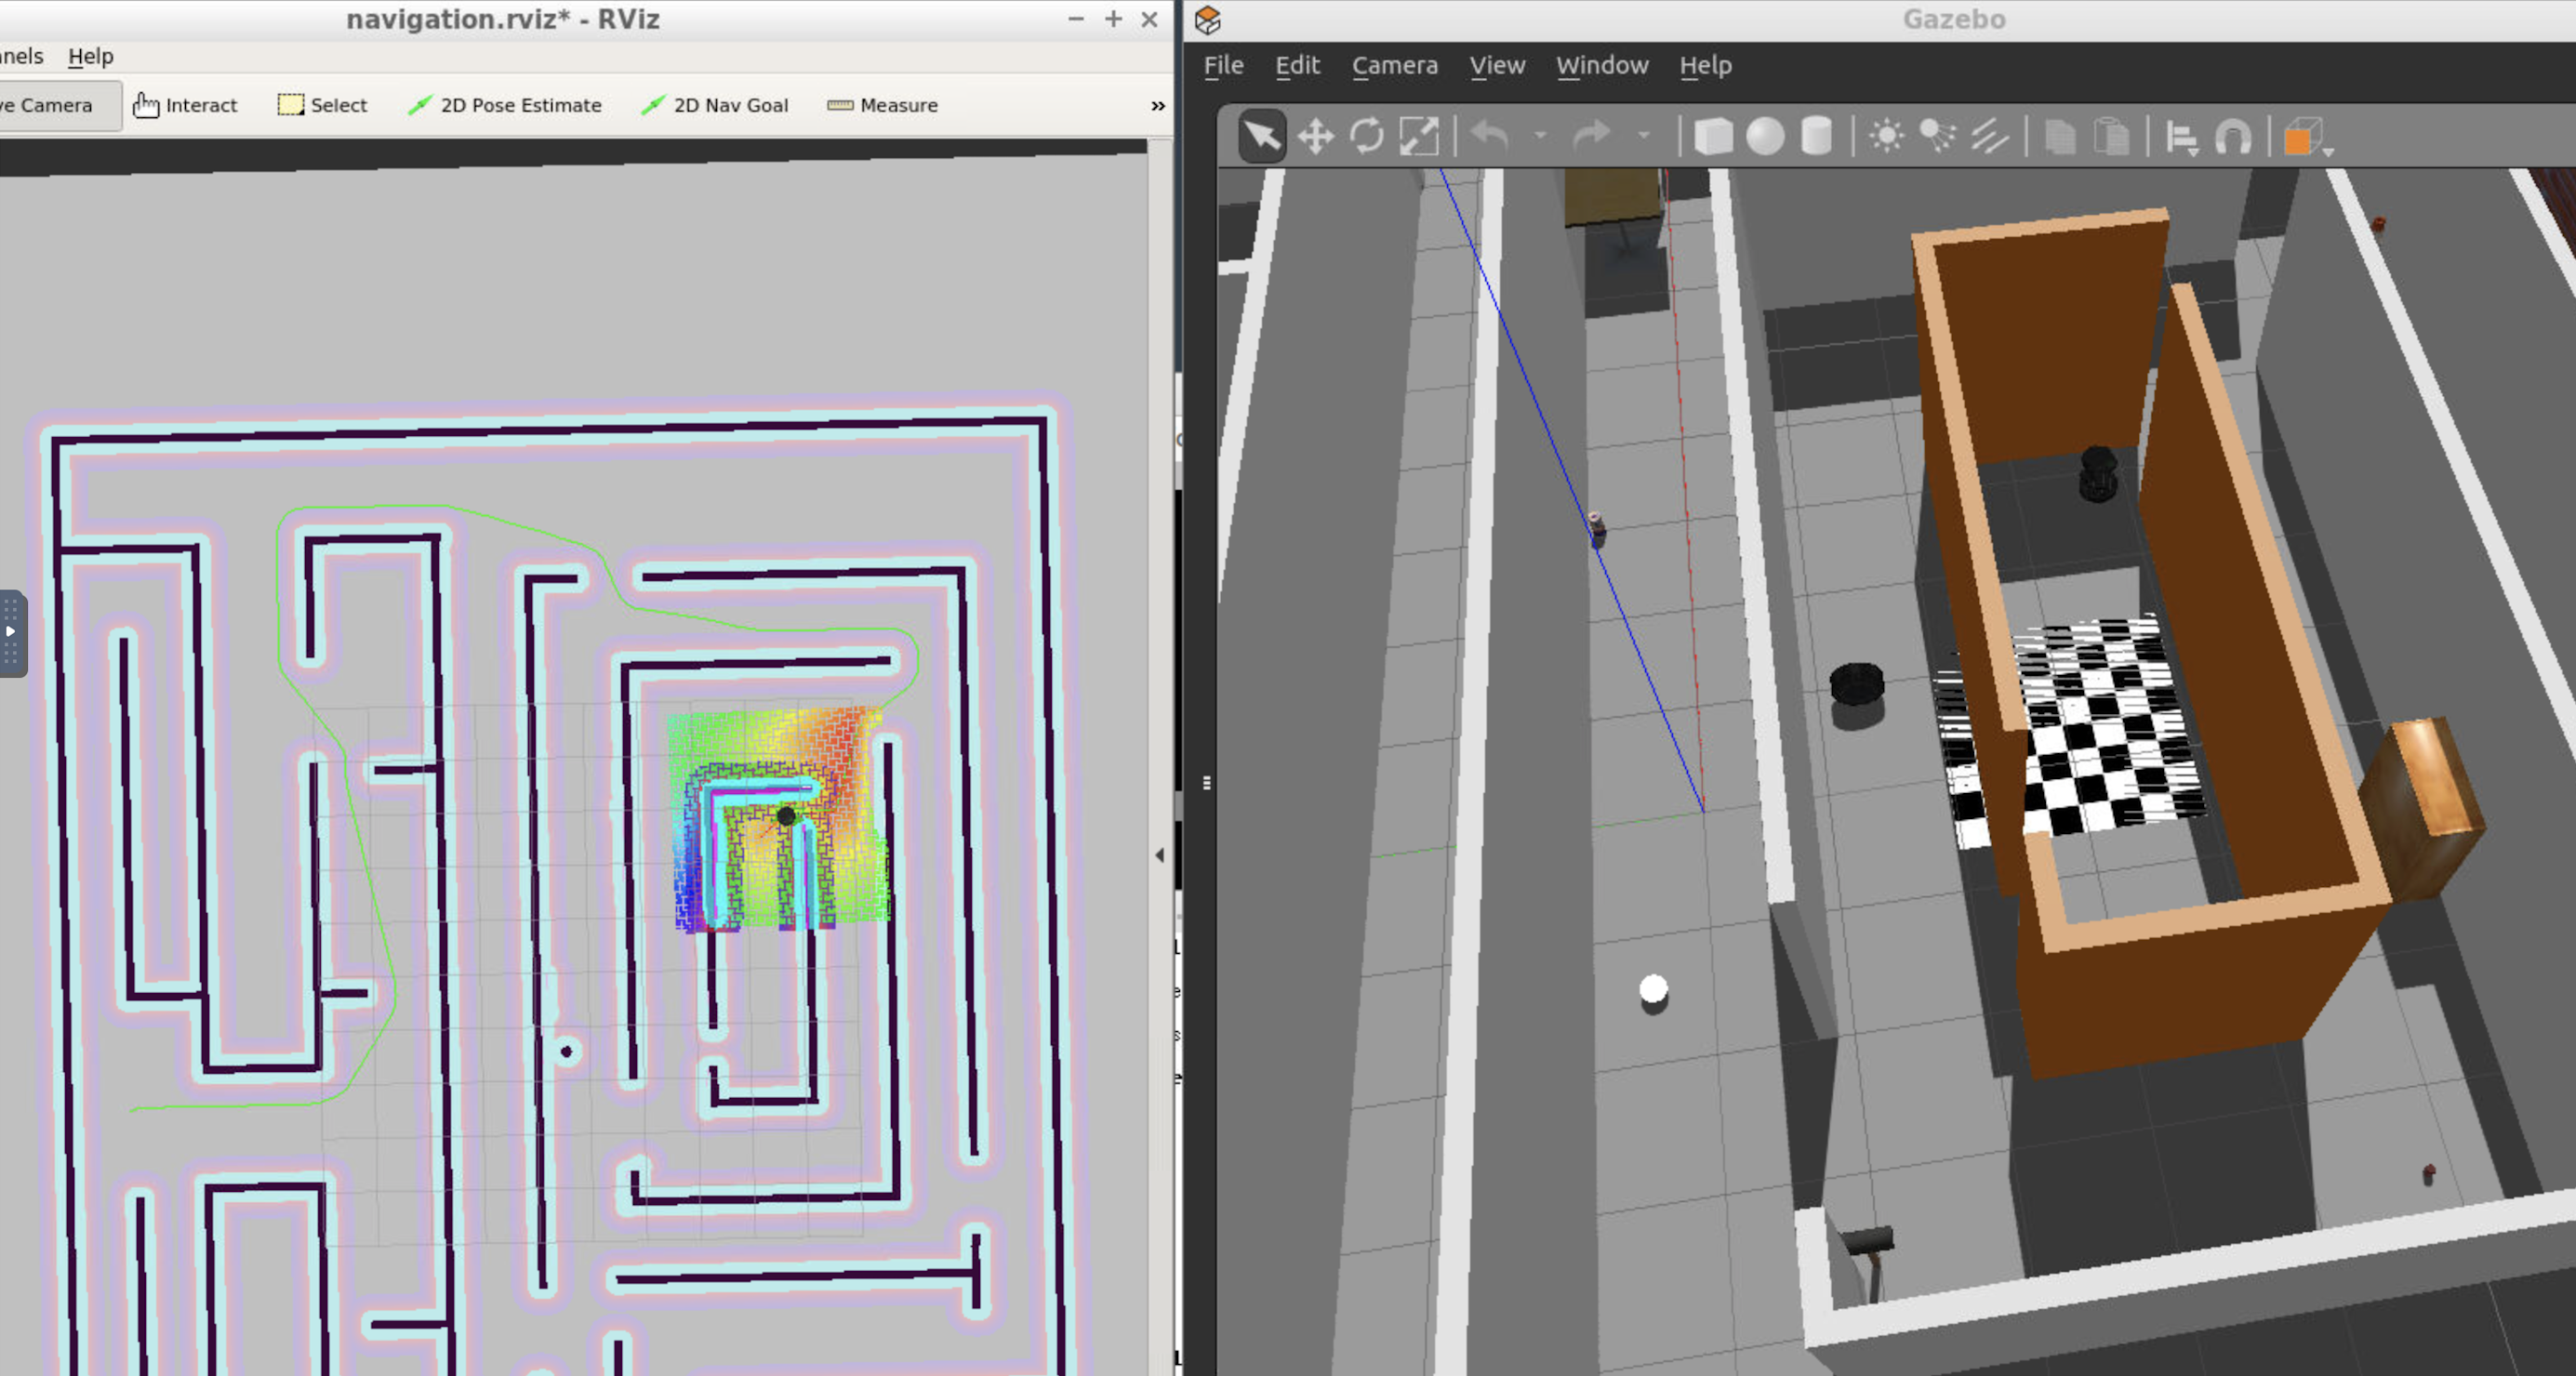 navigation.rviz* - RViz
nels Help
ve Camera Interact Select 2D Pose Estimate 2D Nav Goal Measure »
Gazebo
File Edit Camera View Window Help